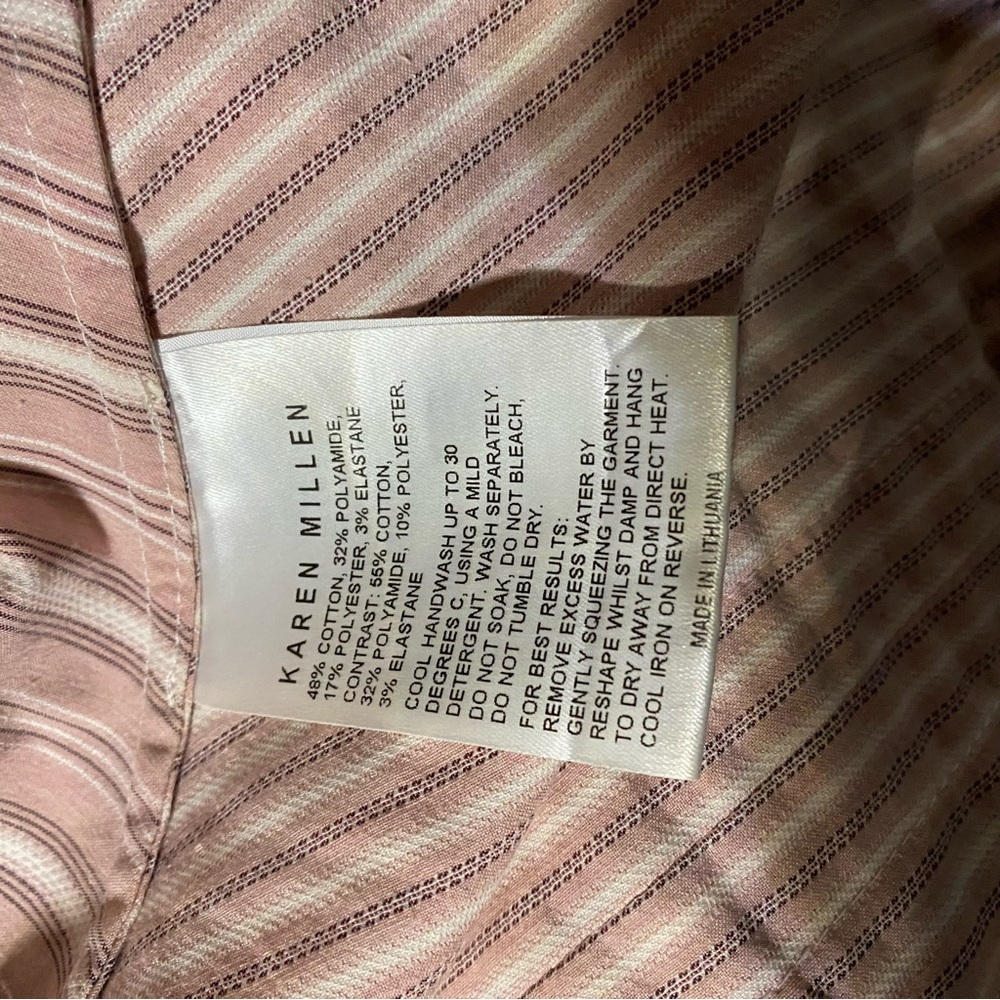 KAREN MILLEN
48% COTTON, 32% POLYAMIDE,
17% POLYESTER, 3% ELASTANE
CONTRAST: 55% COTTON,
32% POLYAMIDE, 10% POLYESTER,
3% ELASTANE
COOL HANDWASH UP TO 30
DEGREES C, USING A MILD
DETERGENT. WASH SEPARATELY.
DO NOT SOAK, DO NOT BLEACH,
DO NOT TUMBLE DRY.
FOR BEST RESULTS:
REMOVE EXCESS WATER BY
GENTLY SQUEEZING THE GARMENT.
RESHAPE WHILST DAMP AND HANG
TO DRY AWAY FROM DIRECT HEAT.
COOL IRON ON REVERSE.
MADE IN LITHUANIA